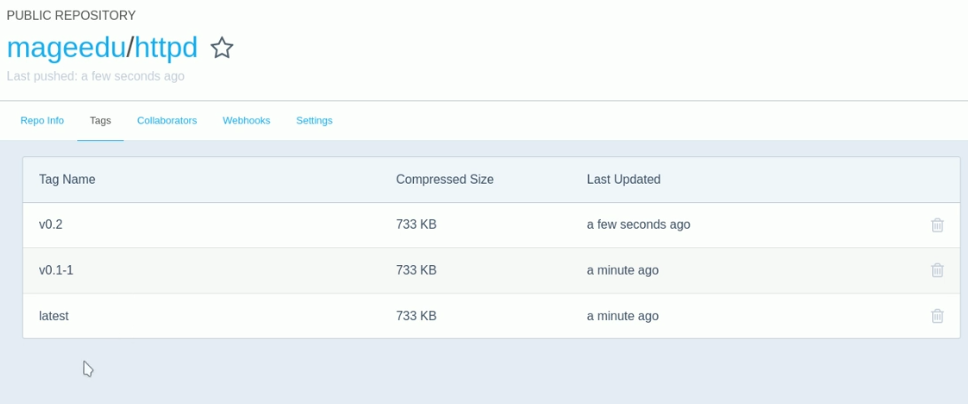 PUBLIC REPOSITORY
mageedu/httpd
Last pushed: a few seconds ago
Repo Info Tags Collaborators Webhooks Settings
Tag Name Compressed Size Last Updated
v0.2 733 KB a few seconds ago
v0.1-1 733 KB a minute ago
latest 733 KB a minute ago